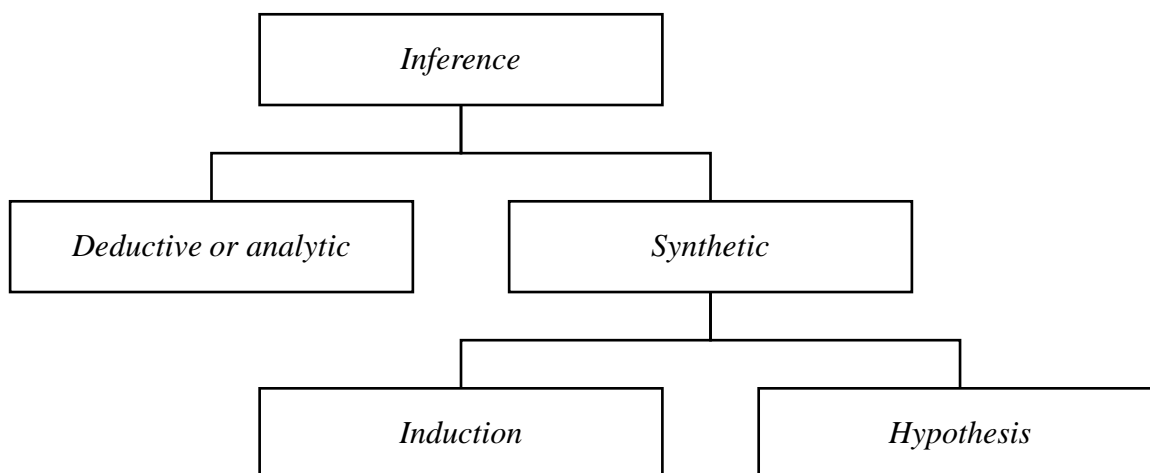 Inference
Deductive or analytic
Synthetic
Induction
Hypothesis